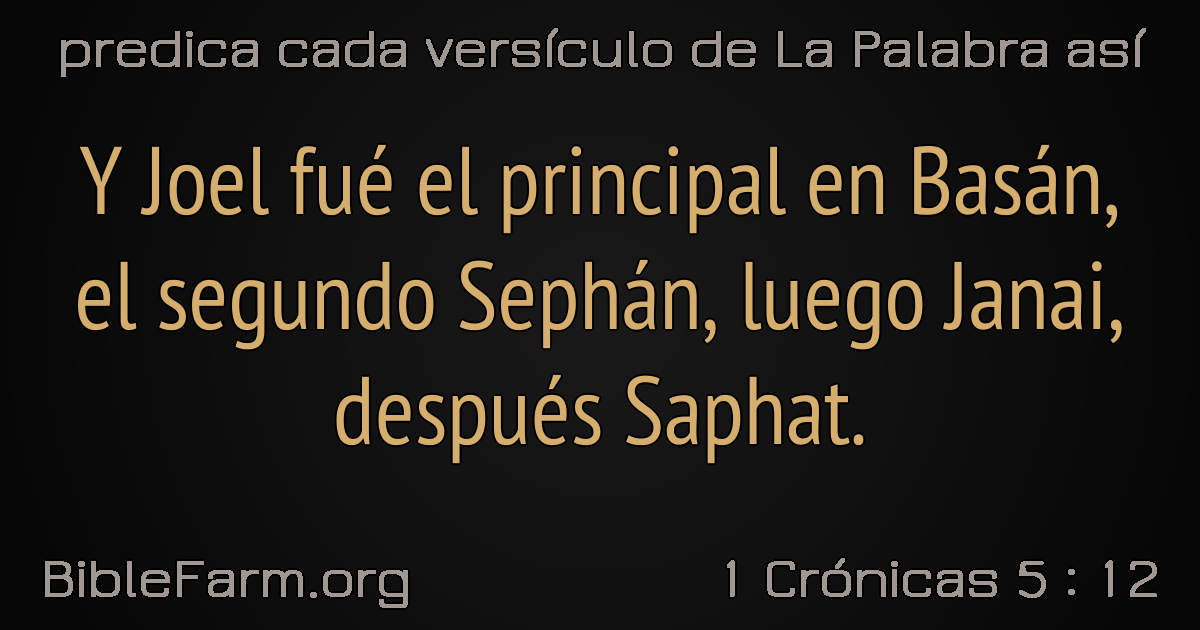 predica cada versículo de La Palabra así
Y Joel fué el principal en Basán,
el segundo Sephán, luego Janai,
después Saphat.
BibleFarm.org
1 Crónicas 5 : 12